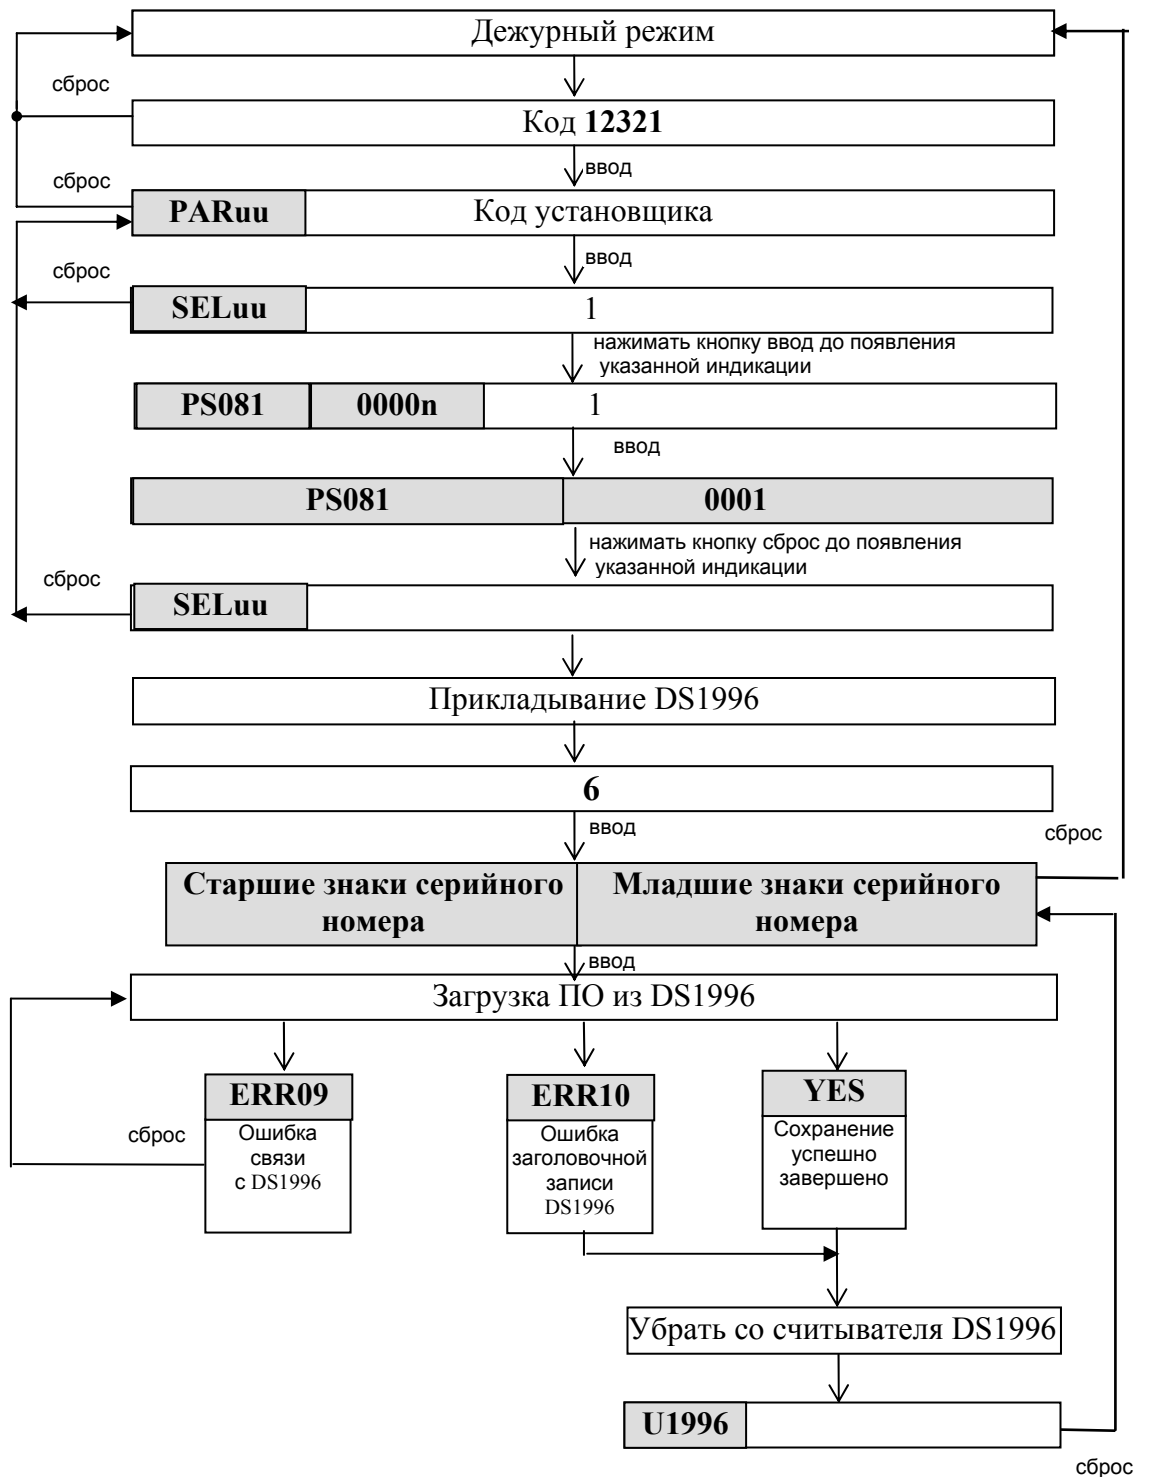 Дежурный режим
сброс
Код 12321
ввод
сброс
PARuu Код установщика
ввод
сброс
SELuu 1
нажимать кнопку ввод до появления
указанной индикации
PS081 0000n 1
ввод
PS081 0001
нажимать кнопку сброс до появления
указанной индикации
сброс
SELuu
Прикладывание DS1996
6
ввод
сброс
Старшие знаки серийного
номера
Младшие знаки серийного
номера
ввод
Загрузка ПО из DS1996
ERR09
Ошибка
связи
с DS1996
сброс
ERR10
Ошибка
заголовочной
записи
DS1996
YES
Сохранение
успешно
завершено
Убрать со считывателя DS1996
U1996
сброс